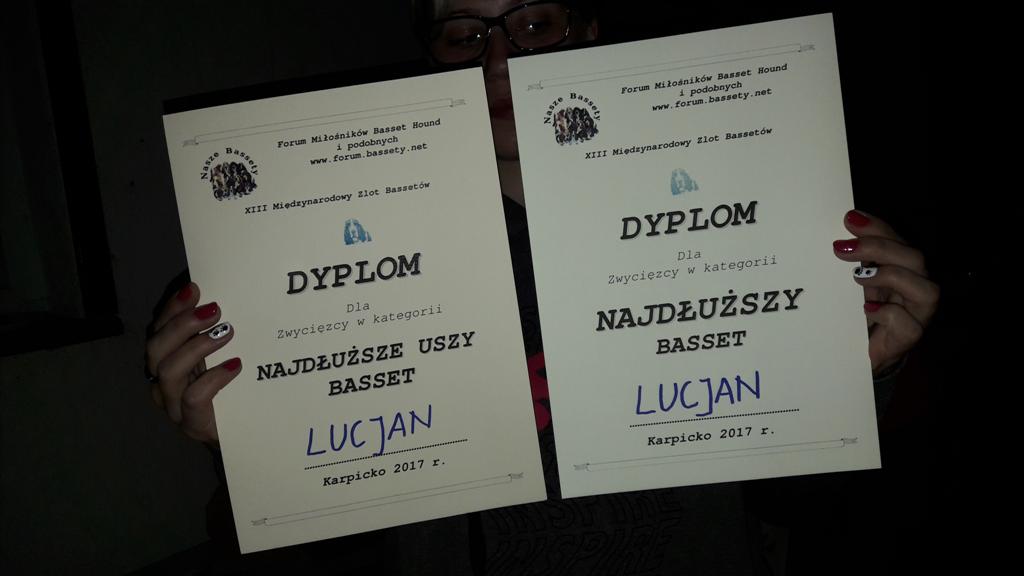 Nasze Bassety
Forum Miłośników Basset Hound
i podobnych
www.forum.bassety.net
XIII Międzynarodowy Zlot Bassetów
DYPLOM
Dla
Zwycięzcy w kategorii
NAJDŁUŻSZE USZY
BASSET
LUCJAN
Karpicko 2017 r.
Nasze Bassety
Forum Miłośników Basset Hound
i podobnych
www.forum.bassety.net
XIII Międzynarodowy Zlot Bassetów
DYPLOM
Dla
Zwycięzcy w kategorii
NAJDŁUŻSZY
BASSET
LUCJAN
Karpicko 2017 r.
INSPIRE